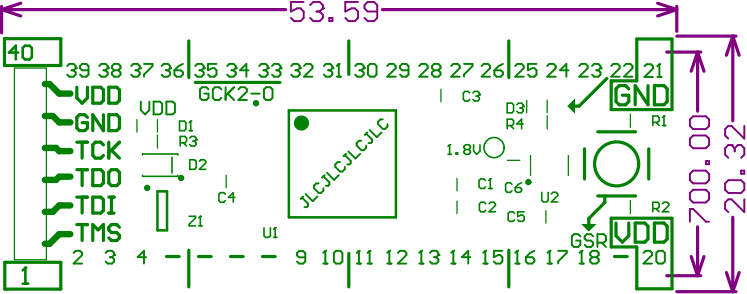 53.59
40
39 38 37 36 35 34 33 32 31 30 29 28 27 26 25 24 23 22 21
VDD
GND
TCK
TDO
TDI
TMS
VDD
GCK2-0
D1
R3
D2
C4
Z1
U1
JLCJLCJLCJLC
C3
D3
R4
1.8V
C1
C6
C2
C5
U2
GND
R1
R2
GSR
VDD
1
2 3 4 9 10 11 12 13 14 15 16 17 18 20
700.00
20.32